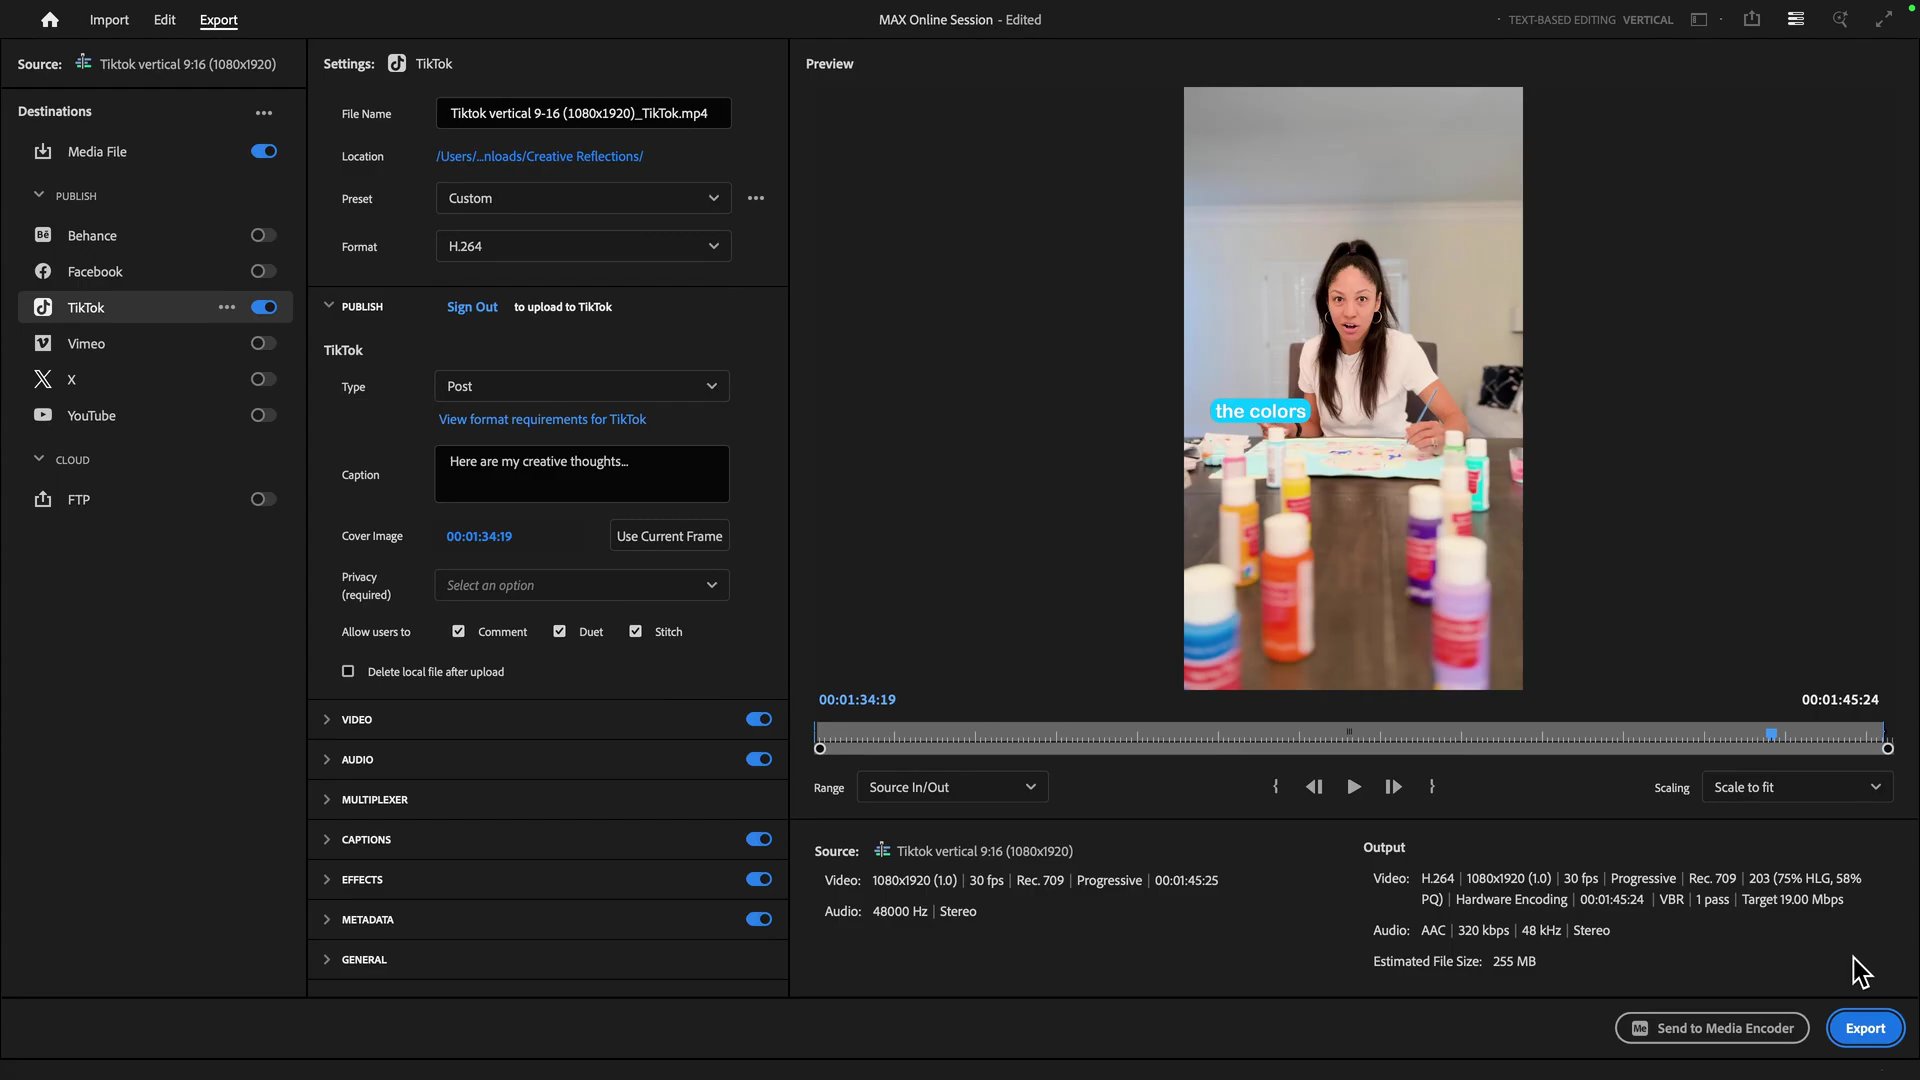 Import
Edit
Export
MAX Online Session - Edited
TEXT-BASED EDITING
VERTICAL
Source:
Tiktok vertical 9:16 (1080x1920)
Settings:
TikTok
Preview
Destinations
Media File
PUBLISH
Behance
Facebook
TikTok
Vimeo
X
YouTube
CLOUD
FTP
File Name
Tiktok vertical 9-16 (1080x1920)_TikTok.mp4
Location
/Users/...nloads/Creative Reflections/
Preset
Custom
Format
H.264
PUBLISH
Sign Out to upload to TikTok
TikTok
Type
Post
View format requirements for TikTok
Caption
Here are my creative thoughts...
Cover Image
00:01:34:19
Use Current Frame
Privacy
(required)
Select an option
Allow users to
Comment
Duet
Stitch
Delete local file after upload
VIDEO
AUDIO
MULTIPLEXER
CAPTIONS
EFFECTS
METADATA
GENERAL
the colors
00:01:34:19
00:01:45:24
Range
Source In/Out
Scaling
Scale to fit
Source:
Tiktok vertical 9:16 (1080x1920)
Video: 1080x1920 (1.0) | 30 fps | Rec. 709 | Progressive | 00:01:45:25
Audio: 48000 Hz | Stereo
Output
Video: H.264 | 1080x1920 (1.0) | 30 fps | Progressive | Rec. 709 | 203 (75% HLG, 58%
PQ) | Hardware Encoding | 00:01:45:24 | VBR | 1 pass | Target 19.00 Mbps
Audio: AAC | 320 kbps | 48 kHz | Stereo
Estimated File Size: 255 MB
Me Send to Media Encoder
Export